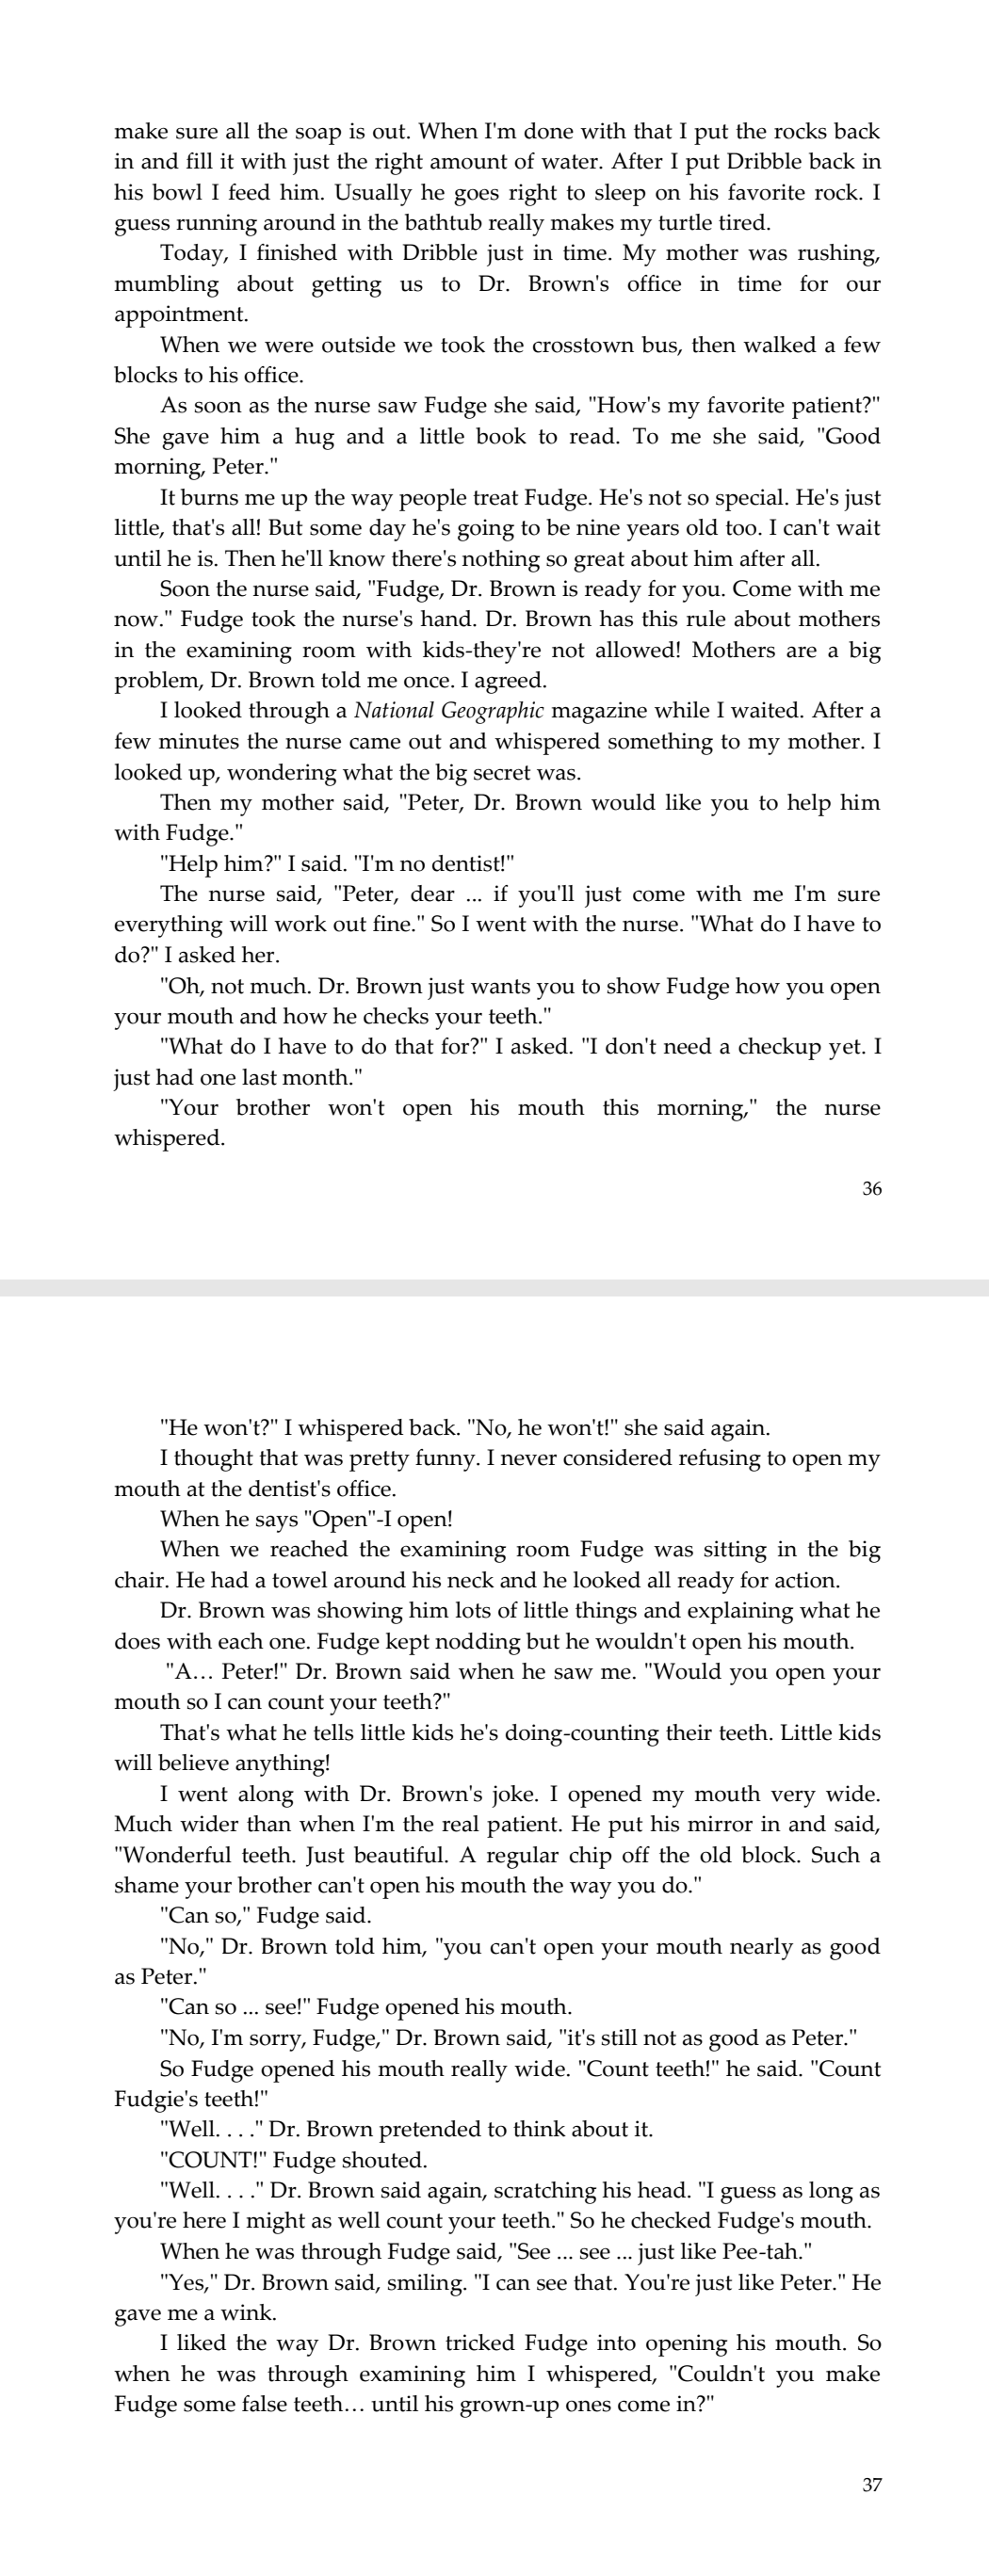 make sure all the soap is out. When I'm done with that I put the rocks back
in and fill it with just the right amount of water. After I put Dribble back in
his bowl I feed him. Usually he goes right to sleep on his favorite rock. I
guess running around in the bathtub really makes my turtle tired.
Today, I finished with Dribble just in time. My mother was rushing,
mumbling about getting us to Dr. Brown's office in time for our
appointment.
When we were outside we took the crosstown bus, then walked a few
blocks to his office.
As soon as the nurse saw Fudge she said, "How's my favorite patient?"
She gave him a hug and a little book to read. To me she said, "Good
morning, Peter."
It burns me up the way people treat Fudge. He's not so special. He's just
little, that's all! But some day he's going to be nine years old too. I can't wait
until he is. Then he'll know there's nothing so great about him after all.
Soon the nurse said, "Fudge, Dr. Brown is ready for you. Come with me
now." Fudge took the nurse's hand. Dr. Brown has this rule about mothers
in the examining room with kids-they're not allowed! Mothers are a big
problem, Dr. Brown told me once. I agreed.
I looked through a National Geographic magazine while I waited. After a
few minutes the nurse came out and whispered something to my mother. I
looked up, wondering what the big secret was.
Then my mother said, "Peter, Dr. Brown would like you to help him
with Fudge."
"Help him?" I said. "I'm no dentist!"
The nurse said, "Peter, dear ... if you'll just come with me I'm sure
everything will work out fine." So I went with the nurse. "What do I have to
do?" I asked her.
"Oh, not much. Dr. Brown just wants you to show Fudge how you open
your mouth and how he checks your teeth."
"What do I have to do that for?" I asked. "I don't need a checkup yet. I
just had one last month."
"Your brother won't open his mouth this morning," the nurse
whispered.
36
"He won't?" I whispered back. "No, he won't!" she said again.
I thought that was pretty funny. I never considered refusing to open my
mouth at the dentist's office.
When he says "Open"-I open!
When we reached the examining room Fudge was sitting in the big
chair. He had a towel around his neck and he looked all ready for action.
Dr. Brown was showing him lots of little things and explaining what he
does with each one. Fudge kept nodding but he wouldn't open his mouth.
"A… Peter!" Dr. Brown said when he saw me. "Would you open your
mouth so I can count your teeth?"
That's what he tells little kids he's doing-counting their teeth. Little kids
will believe anything!
I went along with Dr. Brown's joke. I opened my mouth very wide.
Much wider than when I'm the real patient. He put his mirror in and said,
"Wonderful teeth. Just beautiful. A regular chip off the old block. Such a
shame your brother can't open his mouth the way you do."
"Can so," Fudge said.
"No," Dr. Brown told him, "you can't open your mouth nearly as good
as Peter."
"Can so ... see!" Fudge opened his mouth.
"No, I'm sorry, Fudge," Dr. Brown said, "it's still not as good as Peter."
So Fudge opened his mouth really wide. "Count teeth!" he said. "Count
Fudgie's teeth!"
"Well. . . ." Dr. Brown pretended to think about it.
"COUNT!" Fudge shouted.
"Well. . . ." Dr. Brown said again, scratching his head. "I guess as long as
you're here I might as well count your teeth." So he checked Fudge's mouth.
When he was through Fudge said, "See ... see ... just like Pee-tah."
"Yes," Dr. Brown said, smiling. "I can see that. You're just like Peter." He
gave me a wink.
I liked the way Dr. Brown tricked Fudge into opening his mouth. So
when he was through examining him I whispered, "Couldn't you make
Fudge some false teeth… until his grown-up ones come in?"
37